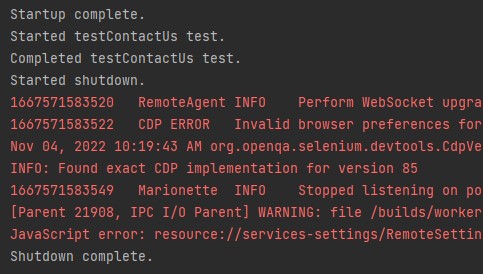 Startup complete.
Started testContactUs test.
Completed testContactUs test.
Started shutdown.
1667571583520   RemoteAgent INFO    Perform WebSocket upgra
1667571583522   CDP ERROR   Invalid browser preferences for
Nov 04, 2022 10:19:43 AM org.openqa.selenium.devtools.CdpVe
INFO: Found exact CDP implementation for version 85
1667571583549   Marionette  INFO    Stopped listening on po
[Parent 21908, IPC I/O Parent] WARNING: file /builds/worker
JavaScript error: resource://services-settings/RemoteSettin
Shutdown complete.